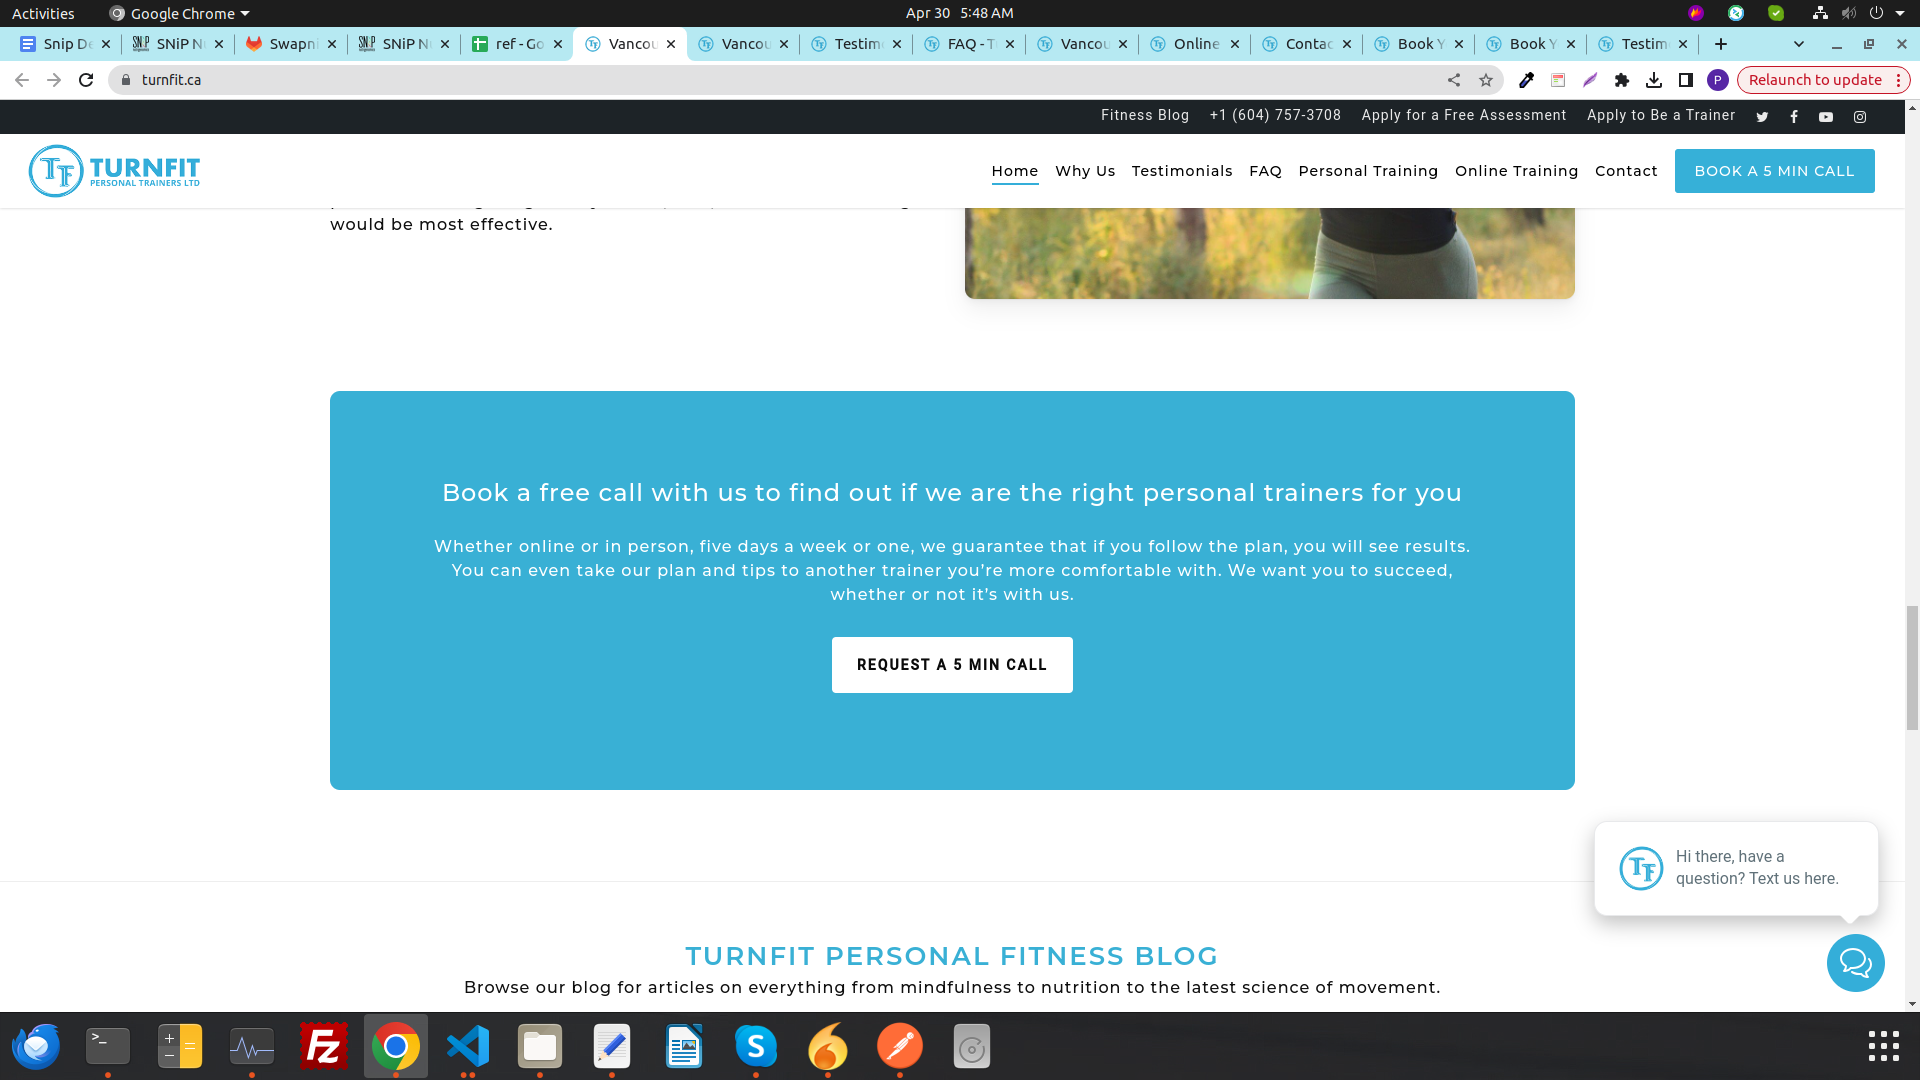 Activities
Google Chrome
Apr 30 5:48 AM
Snip De
SNiP N
Swapni
SNiP N
ref - Go
Vancou
Vancou
Testim
FAQ - T
Vancou
Online
Contac
Book Y
Book Y
Testim
turnfit.ca
P
Relaunch to update
Fitness Blog
+1 (604) 757-3708
Apply for a Free Assessment
Apply to Be a Trainer
TURNFIT
PERSONAL TRAINERS LTD
Home
Why Us
Testimonials
FAQ
Personal Training
Online Training
Contact
BOOK A 5 MIN CALL
would be most effective.
Book a free call with us to find out if we are the right personal trainers for you
Whether online or in person, five days a week or one, we guarantee that if you follow the plan, you will see results.
You can even take our plan and tips to another trainer you’re more comfortable with. We want you to succeed,
whether or not it’s with us.
REQUEST A 5 MIN CALL
Hi there, have a
question? Text us here.
TURNFIT PERSONAL FITNESS BLOG
Browse our blog for articles on everything from mindfulness to nutrition to the latest science of movement.